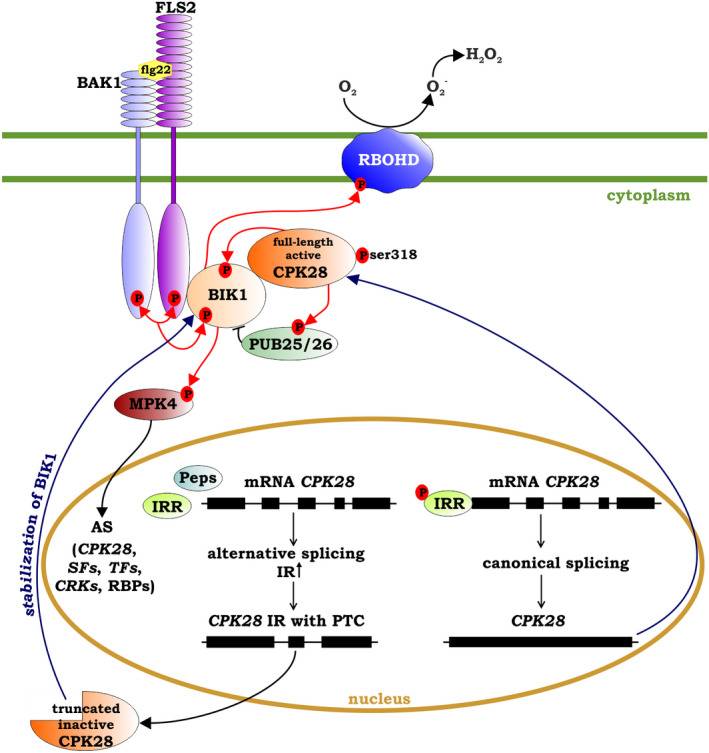 FLS2
flg22
BAK1
H2O2
O2
O2-
RBOHD
P
cytoplasm
full-length
active
CPK28
P
ser318
P
BIK1
P
P
P
P
PUB25/26
P
MPK4
stabilization of BIK1
AS
(CPK28,
SFs, TFs,
CRKs, RBPs)
Peps
IRR
mRNA CPK28
alternative splicing
IR↑
CPK28 IR with PTC
P
IRR
mRNA CPK28
canonical splicing
CPK28
nucleus
truncated
inactive
CPK28